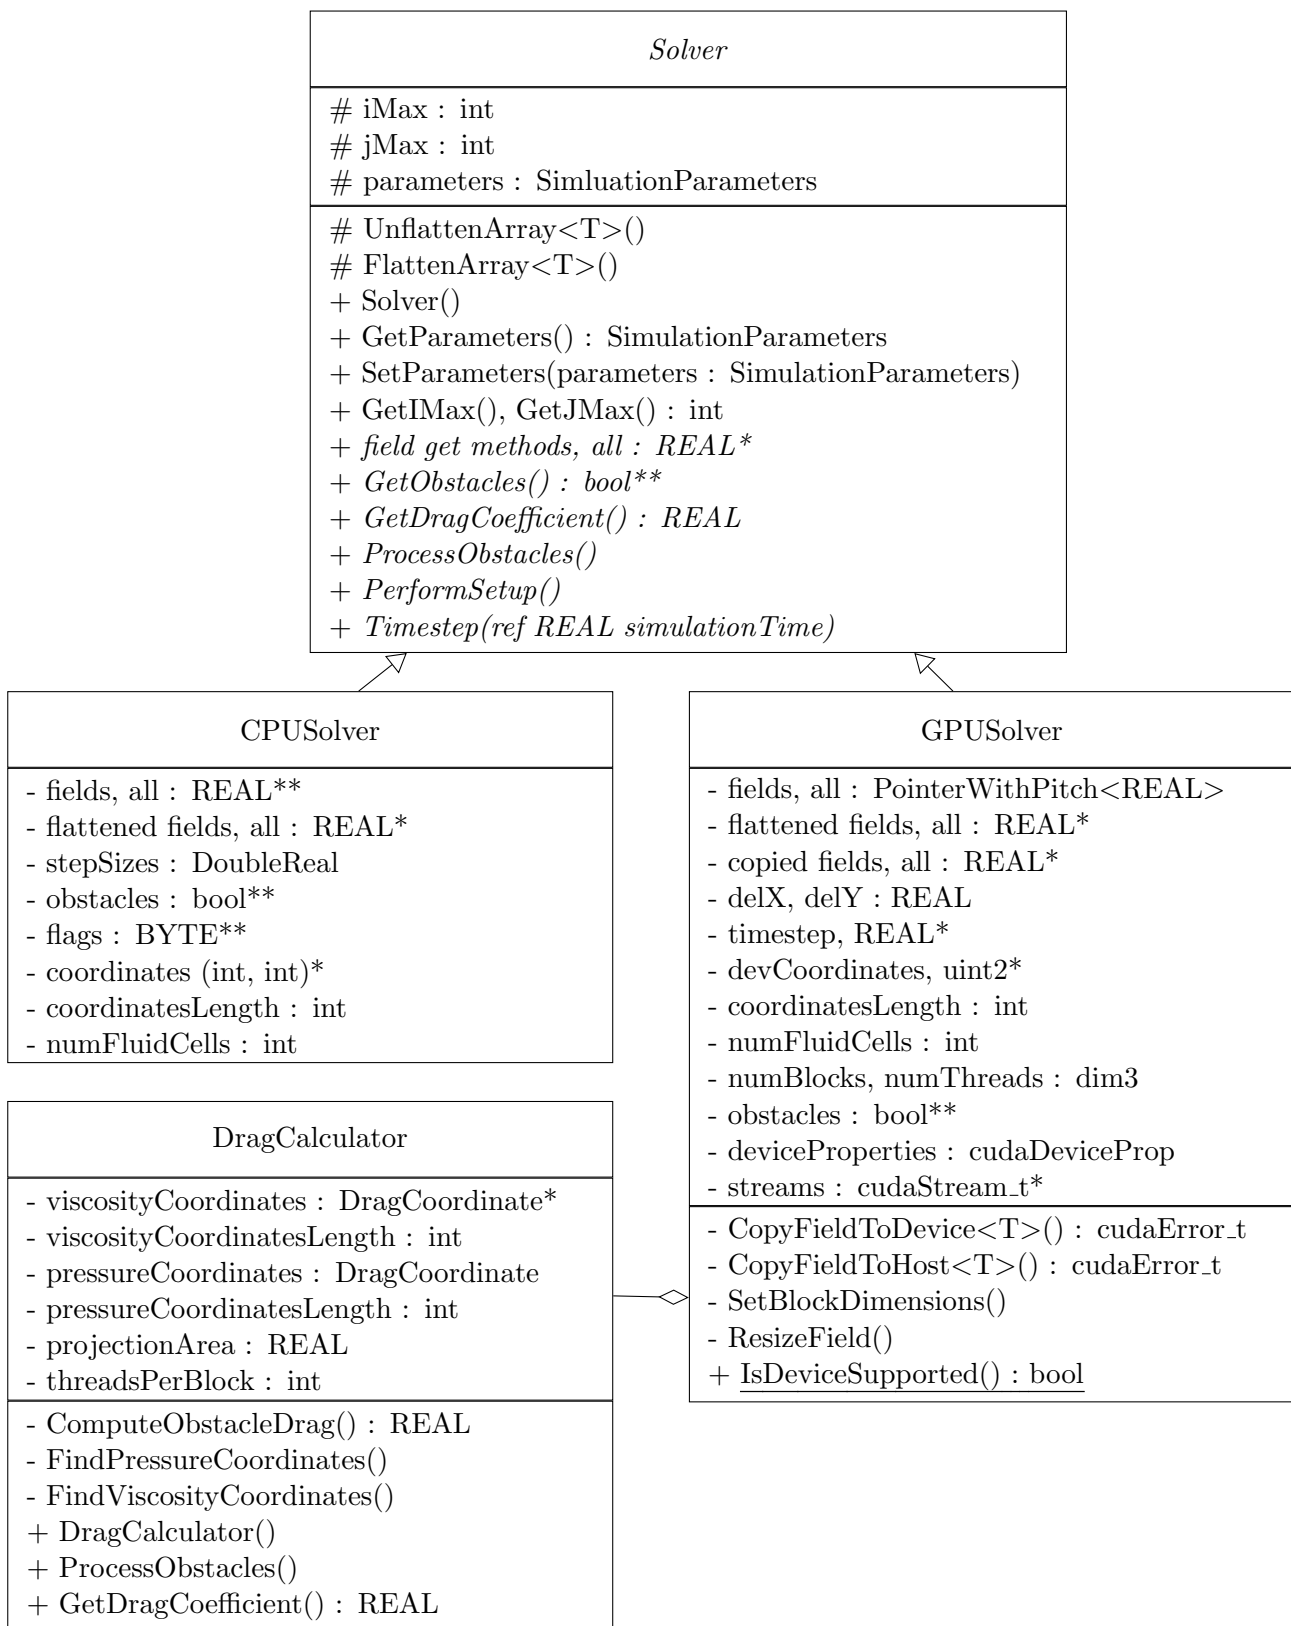 Solver
# iMax : int
# jMax : int
# parameters : SimluationParameters
# UnflattenArray<T>()
# FlattenArray<T>()
+ Solver()
+ GetParameters() : SimulationParameters
+ SetParameters(parameters : SimulationParameters)
+ GetIMax(), GetJMax() : int
+ field get methods, all : REAL*
+ GetObstacles() : bool**
+ GetDragCoefficient() : REAL
+ ProcessObstacles()
+ PerformSetup()
+ Timestep(ref REAL simulationTime)
CPUSolver
- fields, all : REAL**
- flattened fields, all : REAL*
- stepSizes : DoubleReal
- obstacles : bool**
- flags : BYTE**
- coordinates (int, int)*
- coordinatesLength : int
- numFluidCells : int
GPUSolver
- fields, all : PointerWithPitch<REAL>
- flattened fields, all : REAL*
- copied fields, all : REAL*
- delX, delY : REAL
- timestep, REAL*
- devCoordinates, uint2*
- coordinatesLength : int
- numFluidCells : int
- numBlocks, numThreads : dim3
- obstacles : bool**
- deviceProperties : cudaDeviceProp
- streams : cudaStream_t*
- CopyFieldToDevice<T>() : cudaError_t
- CopyFieldToHost<T>() : cudaError_t
- SetBlockDimensions()
- ResizeField()
+ IsDeviceSupported() : bool
DragCalculator
- viscosityCoordinates : DragCoordinate*
- viscosityCoordinatesLength : int
- pressureCoordinates : DragCoordinate
- pressureCoordinatesLength : int
- projectionArea : REAL
- threadsPerBlock : int
- ComputeObstacleDrag() : REAL
- FindPressureCoordinates()
- FindViscosityCoordinates()
+ DragCalculator()
+ ProcessObstacles()
+ GetDragCoefficient() : REAL